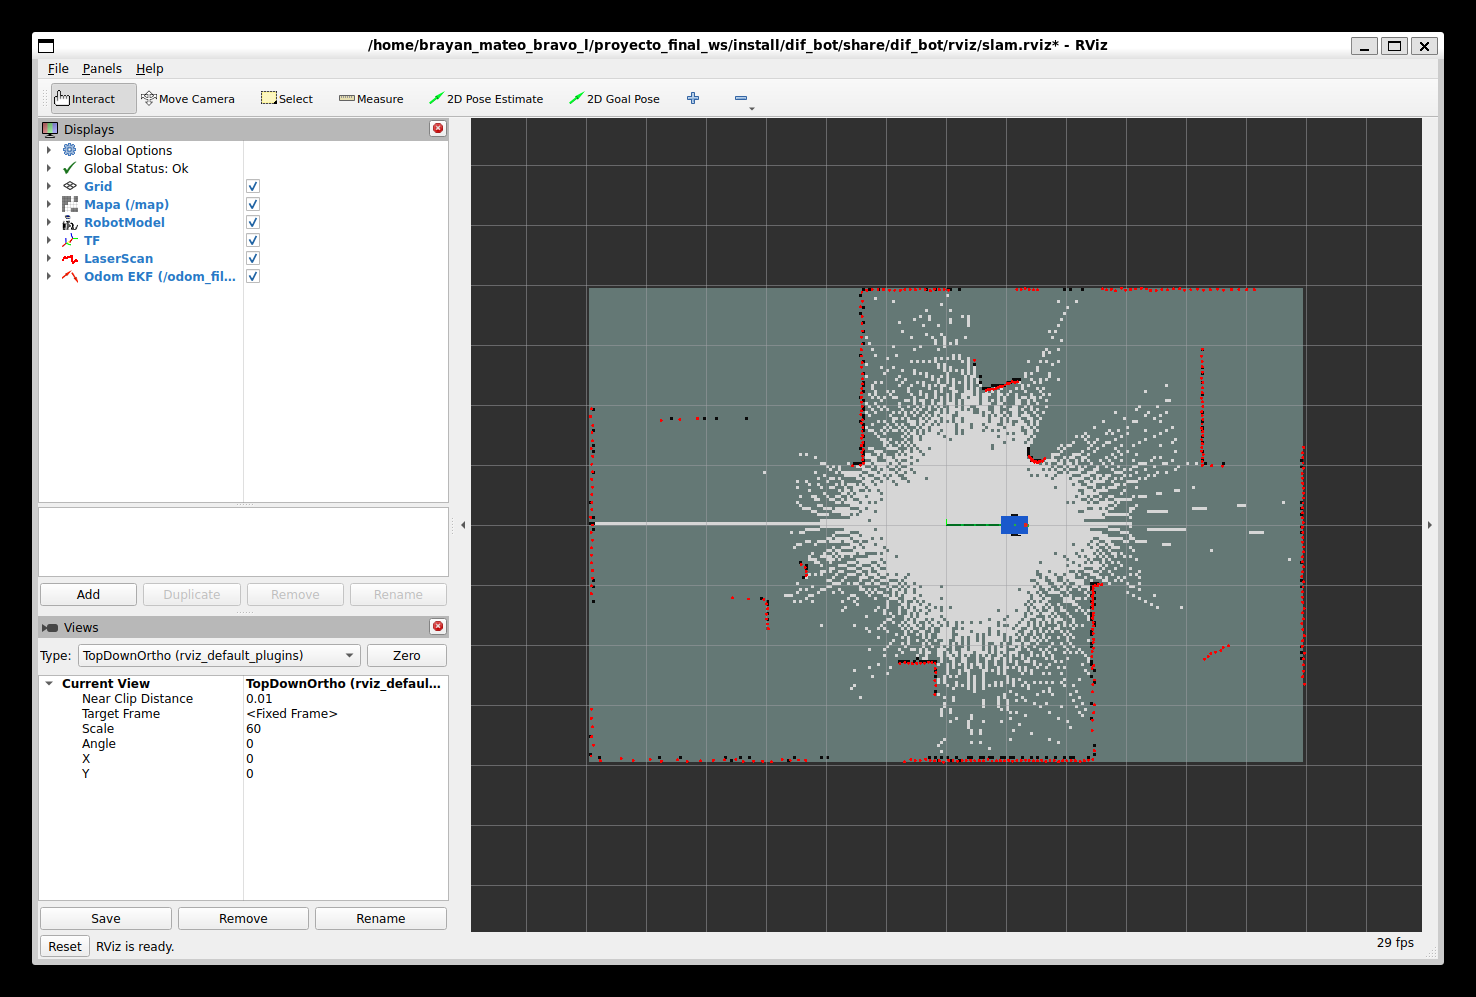 /home/brayan_mateo_bravo_l/proyecto_final_ws/install/dif_bot/share/dif_bot/rviz/slam.rviz* - RViz
File Panels Help
Interact Move Camera Select Measure 2D Pose Estimate 2D Goal Pose
Displays
Global Options
Global Status: Ok
Grid
Mapa (/map)
RobotModel
TF
LaserScan
Odom EKF (/odom_fil...
Add Duplicate Remove Rename
Views
Type: TopDownOrtho (rviz_default_plugins) Zero
Current View TopDownOrtho (rviz_defaul...
Near Clip Distance 0.01
Target Frame <Fixed Frame>
Scale 60
Angle 0
X 0
Y 0
Save Remove Rename
Reset RViz is ready. 29 fps